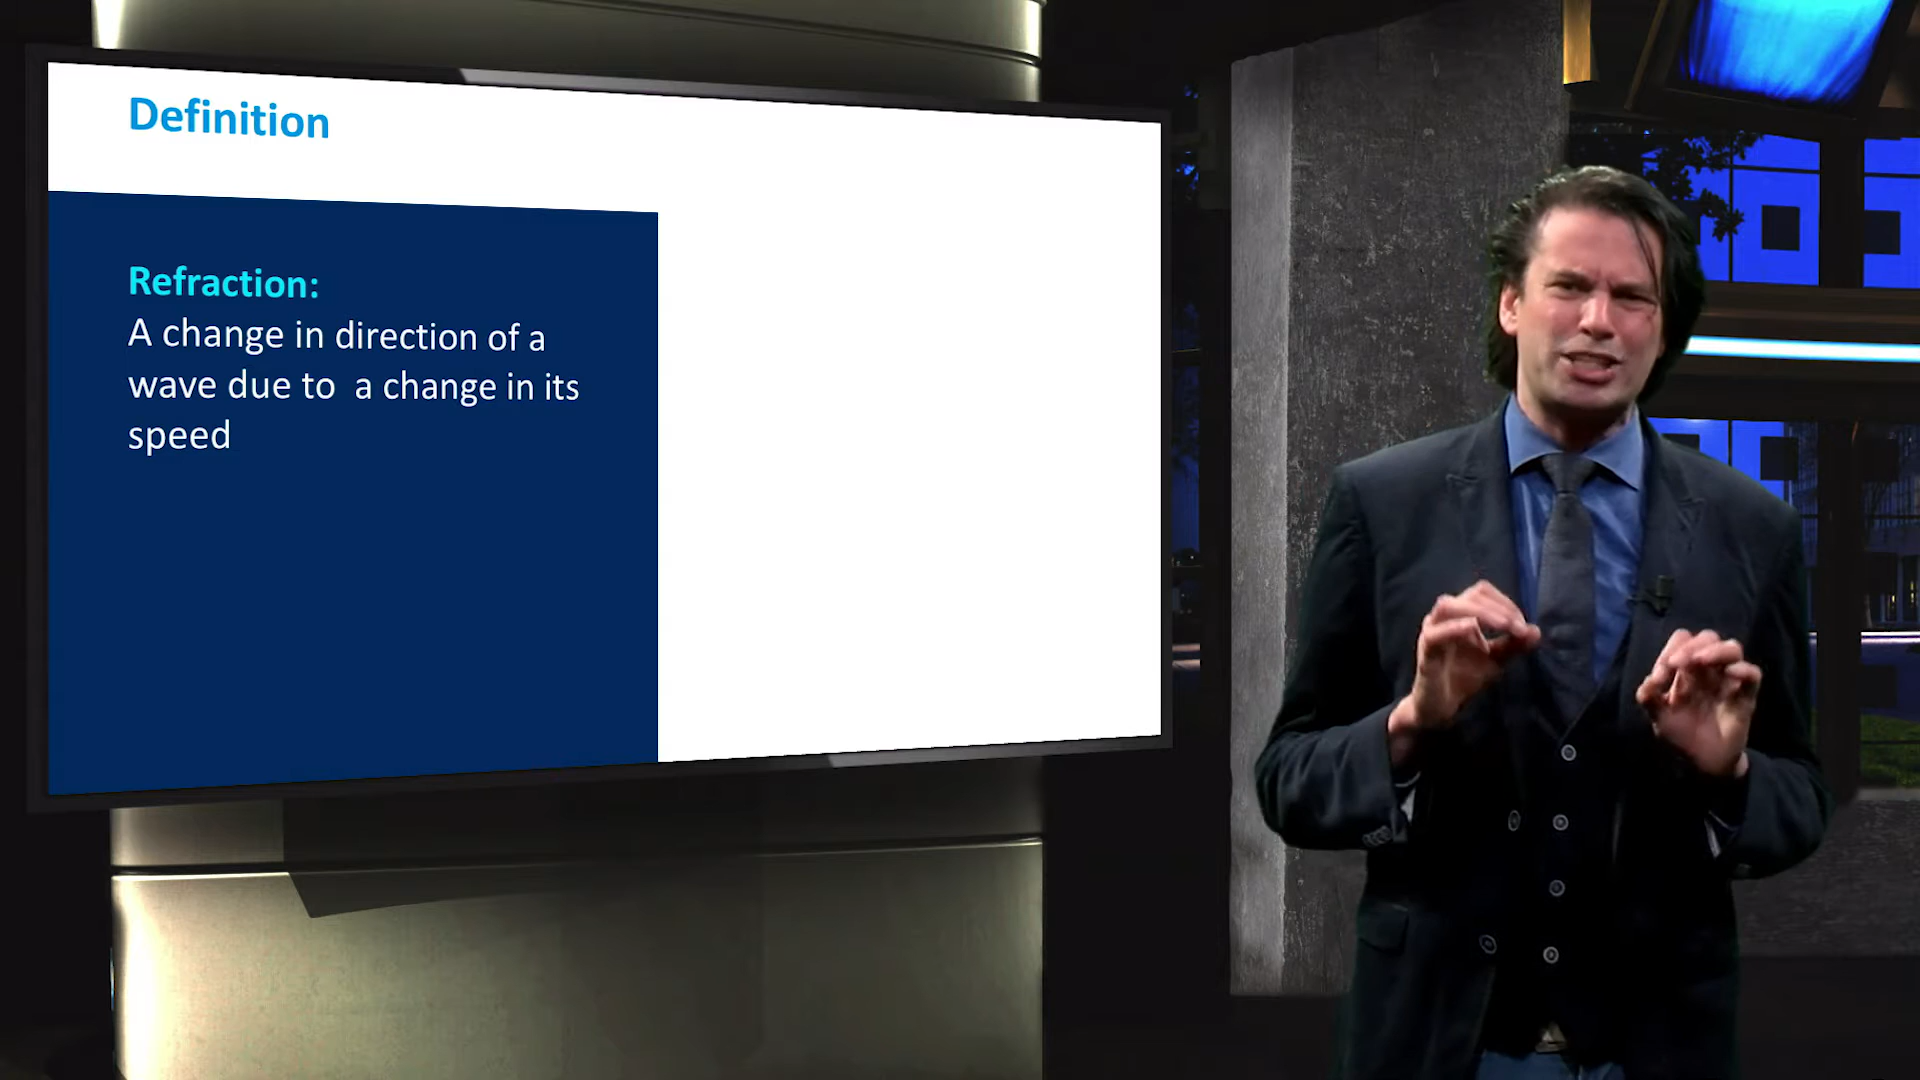 Definition
Refraction:
A change in direction of a
wave due to a change in its
speed